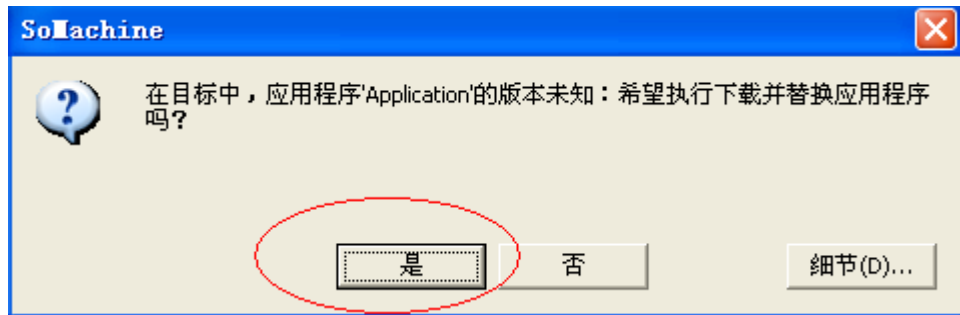 SoMachine
在目标中，应用程序'Application'的版本未知：希望执行下载并替换应用程序
吗?
是
否
细节(D)...